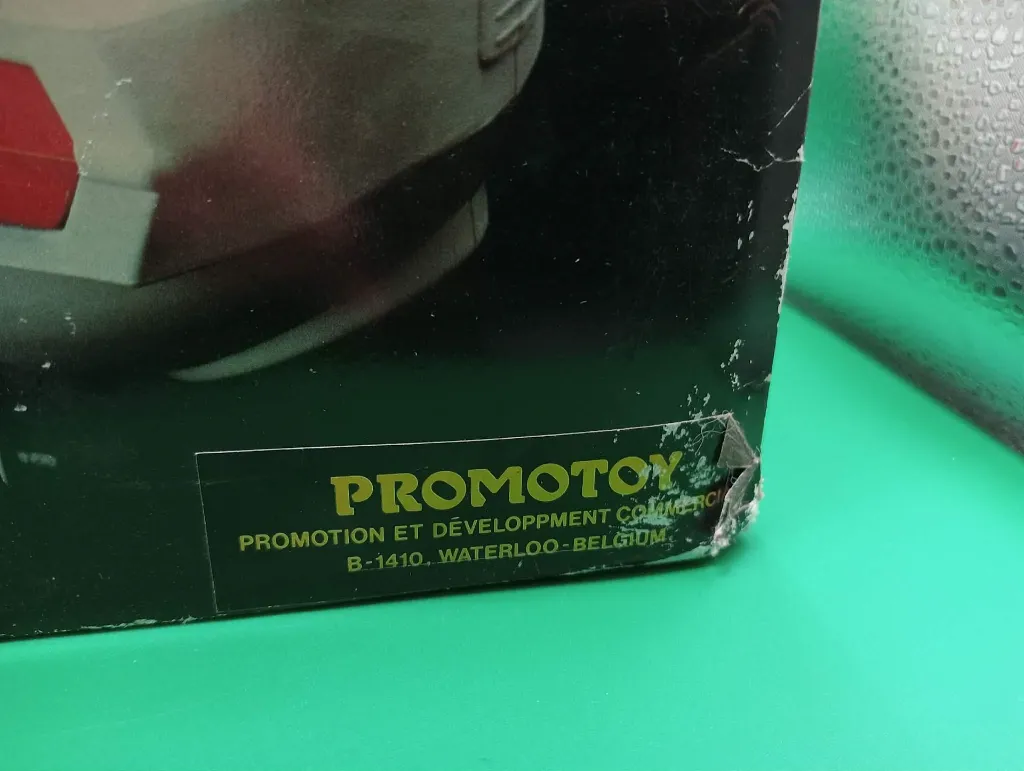 PROMOTOY
PROMOTION ET DÉVELOPPMENT
B-1410, WATERLOO-BELGIUM